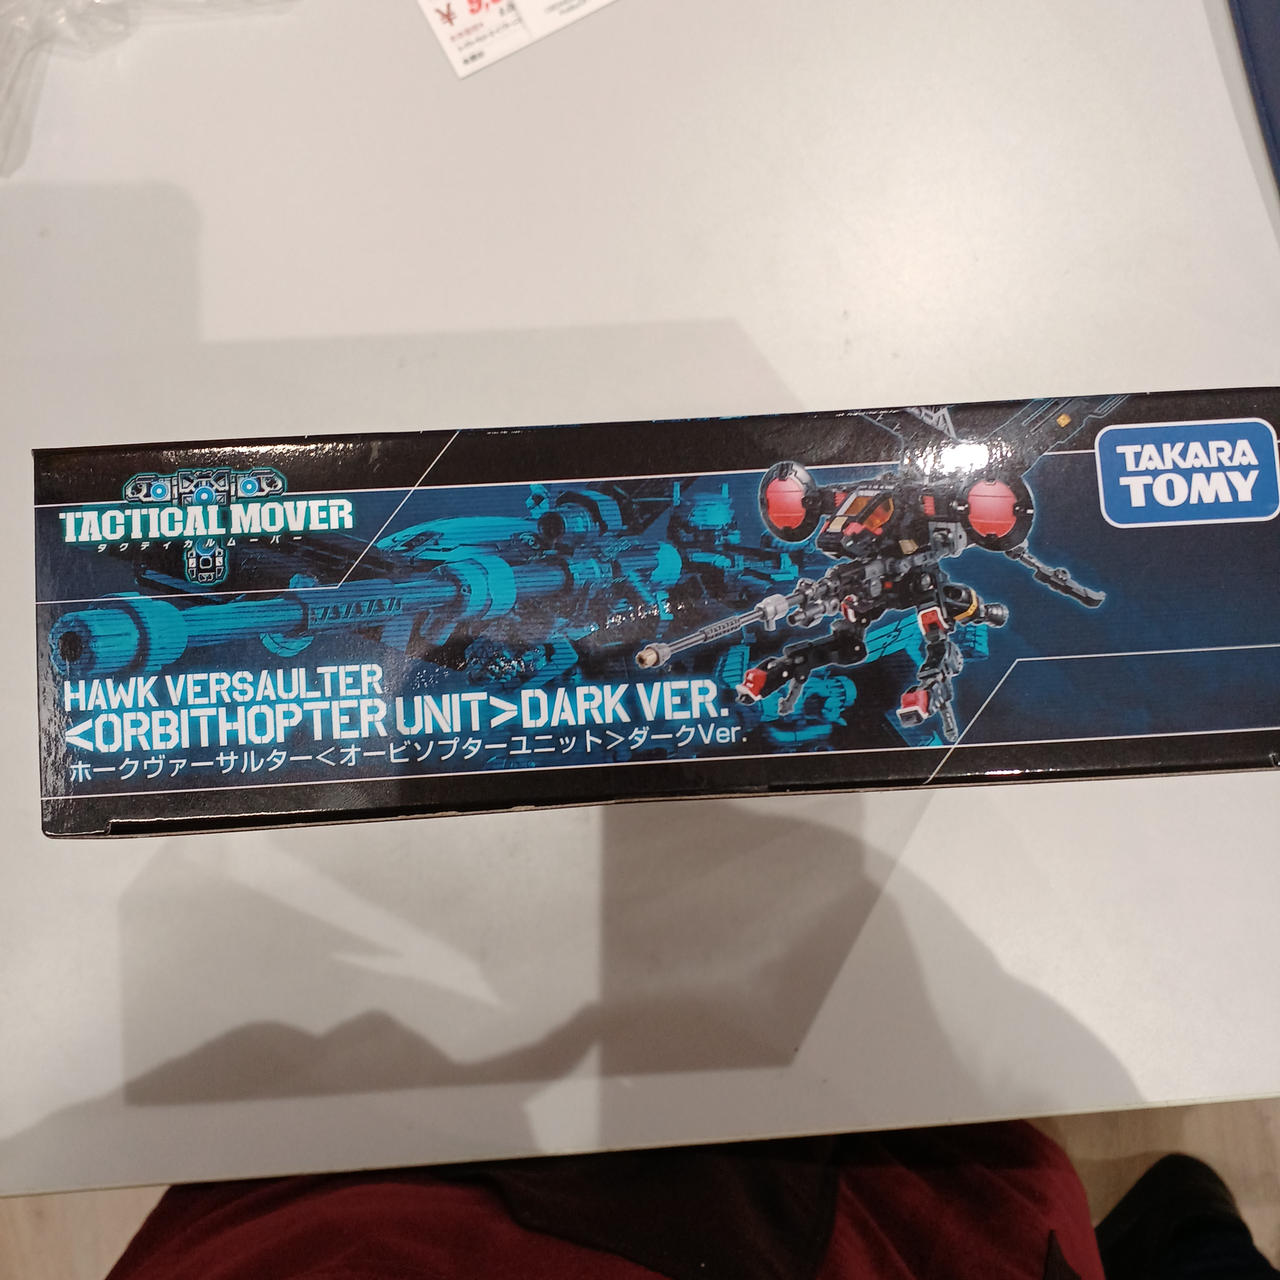 ¥
TACTICAL MOVER
タクティカルムーバー
TAKARA
TOMY
HAWK VERSAULTER
<ORBITHOPTER UNIT>DARK VER.
ホークヴァーサルター<オービソプターユニット>ダークVer.